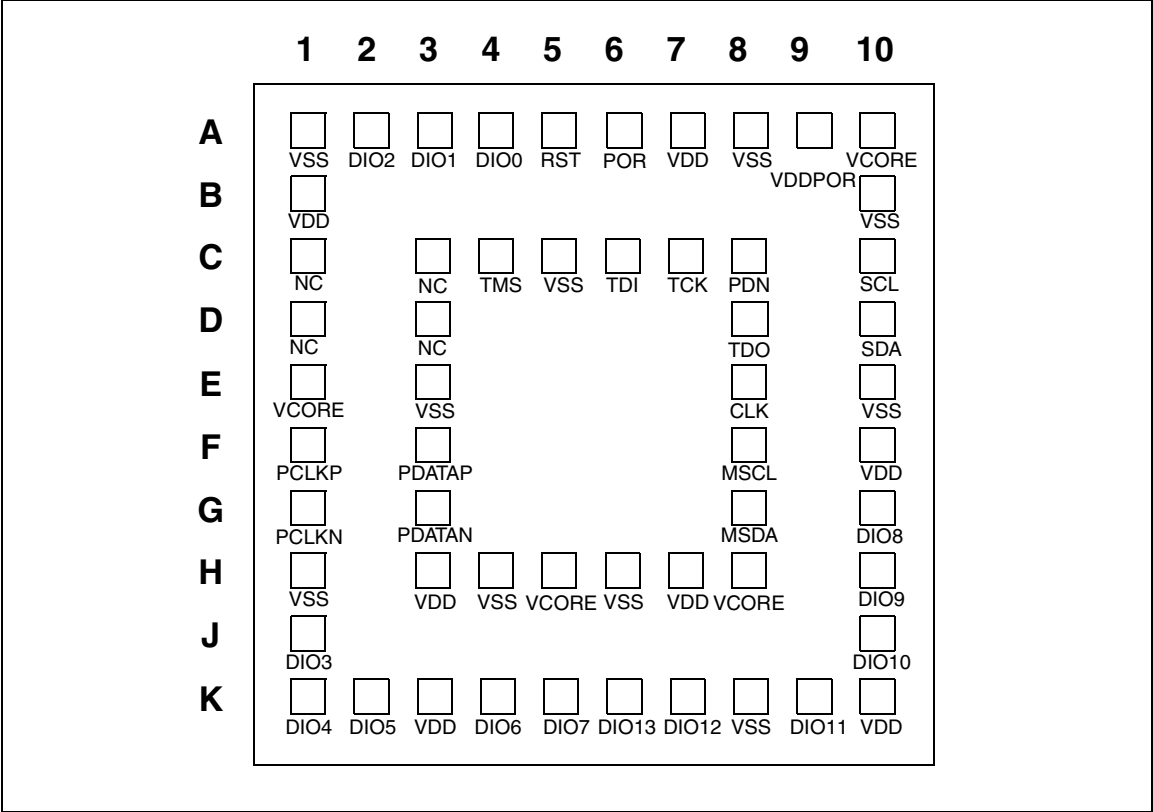 1 2 3 4 5 6 7 8 9 10
A
VSS DIO2 DIO1 DIO0 RST POR VDD VSS VCORE
VDDPOR
B
VDD VSS
C
NC NC TMS VSS TDI TCK PDN SCL
D
NC NC TDO SDA
E
VCORE VSS CLK VSS
F
PCLKP PDATAP MSCL VDD
G
PCLKN PDATAN MSDA DIO8
H
VSS VDD VSS VCORE VSS VDD VCORE DIO9
J
DIO3 DIO10
K
DIO4 DIO5 VDD DIO6 DIO7 DIO13 DIO12 VSS DIO11 VDD